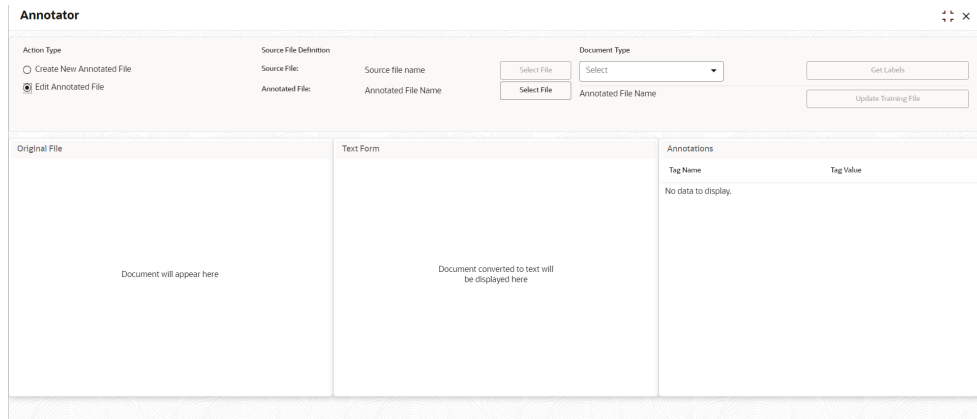 Annotator
Action Type
Source File Definition
Document Type
Create New Annotated File
Source File:
Source file name
Select File
Select
Get Labels
Edit Annotated File
Annotated File:
Annotated File Name
Select File
Annotated File Name
Update Training File
Original File
Text Form
Annotations
Tag Name
Tag Value
No data to display.
Document will appear here
Document converted to text will
be displayed here